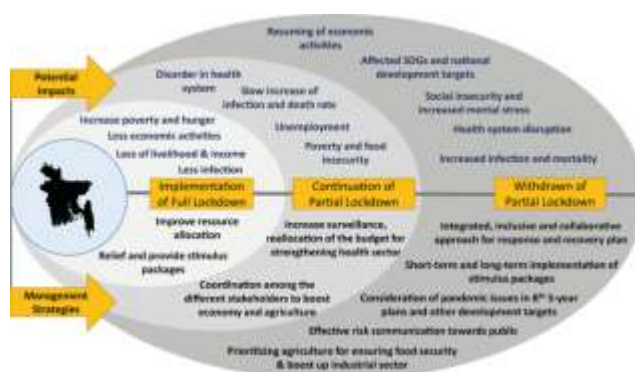 Resuming of economic
activities
Potential
Impacts
Affected SDGs and national
development targets
Disorder in health
system
Slow increase of
infection and death rate
Social insecurity and
increased mental stress
Increase poverty and hunger
Unemployment
Health system disruption
Less economic activities
Poverty and food
insecurity
Loss of livelihood & income
Less infection
Increased infection and mortality
Implementation
of Full Lockdown
Continuation of
Partial Lockdown
Withdrawn of
Partial Lockdown
Improve resource
allocation
Increase surveillance,
reallocation of the budget for
strengthening health sector
Integrated, inclusive and collaborative
approach for response and recovery plan
Relief and provide stimulus
packages
Short-term and long-term implementation of
stimulus packages
Management
Strategies
Coordination among the
different stakeholders to boost
economy and agriculture
Consideration of pandemic issues in 8th 5-year
plans and other development targets
Effective risk communication towards public
Prioritizing agriculture for ensuring food security
& boost up industrial sector